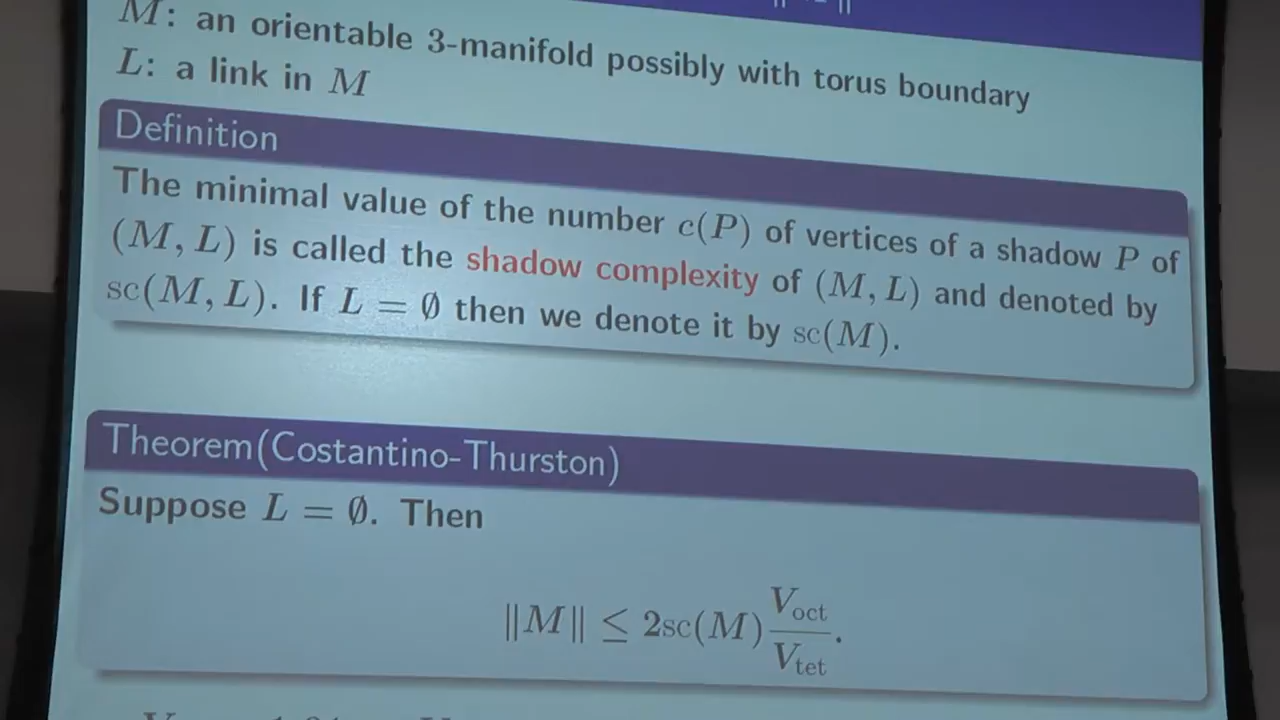 M: an orientable 3-manifold possibly with torus boundary
L: a link in M
Definition
The minimal value of the number c(P) of vertices of a shadow P of
(M, L) is called the shadow complexity of (M, L) and denoted by
sc(M, L). If L = ∅ then we denote it by sc(M).
Theorem(Costantino-Thurston)
Suppose L = ∅. Then
‖M‖ ≤ 2sc(M) V_oct / V_tet.